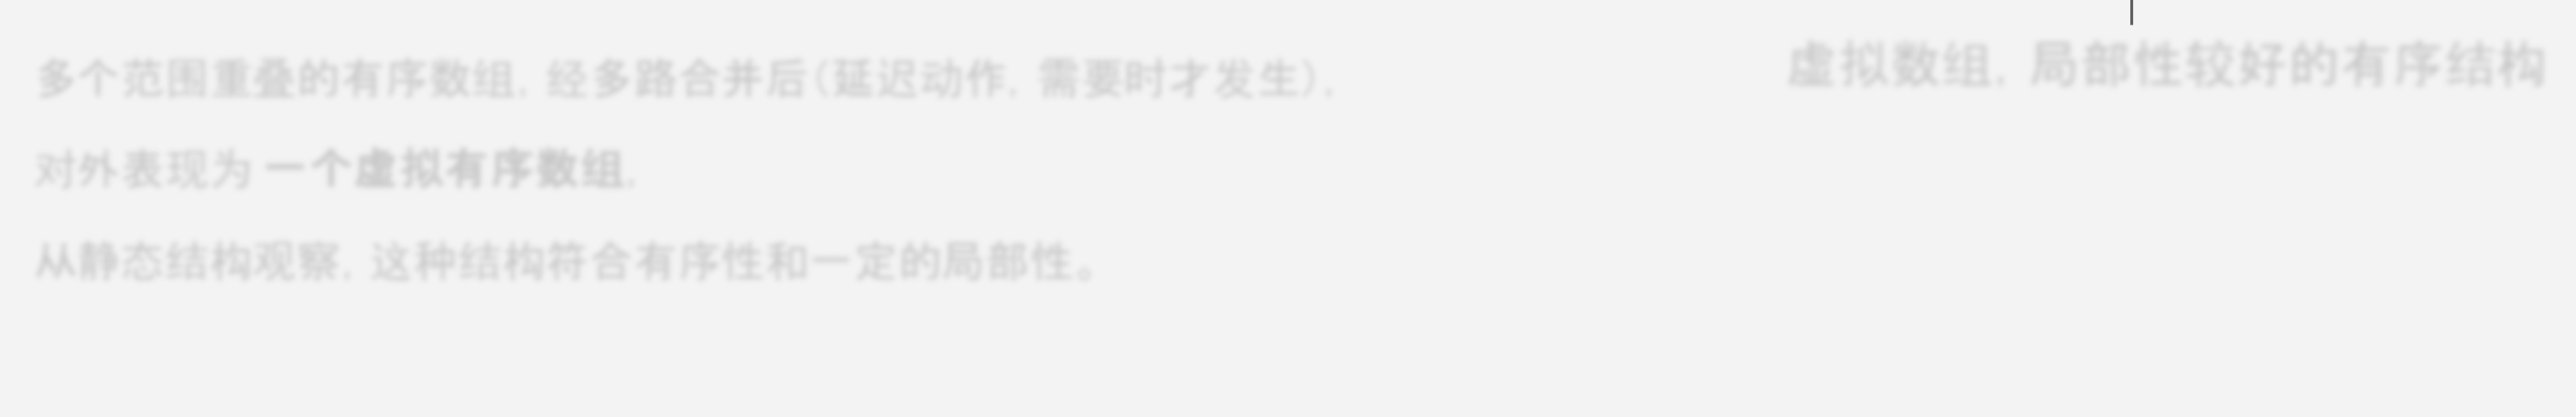 多个范围重叠的有序数组, 经多路合并后(延迟动作, 需要时才发生),
对外表现为 一个虚拟有序数组,
从静态结构观察, 这种结构符合有序性和一定的局部性。
虚拟数组, 局部性较好的有序结构